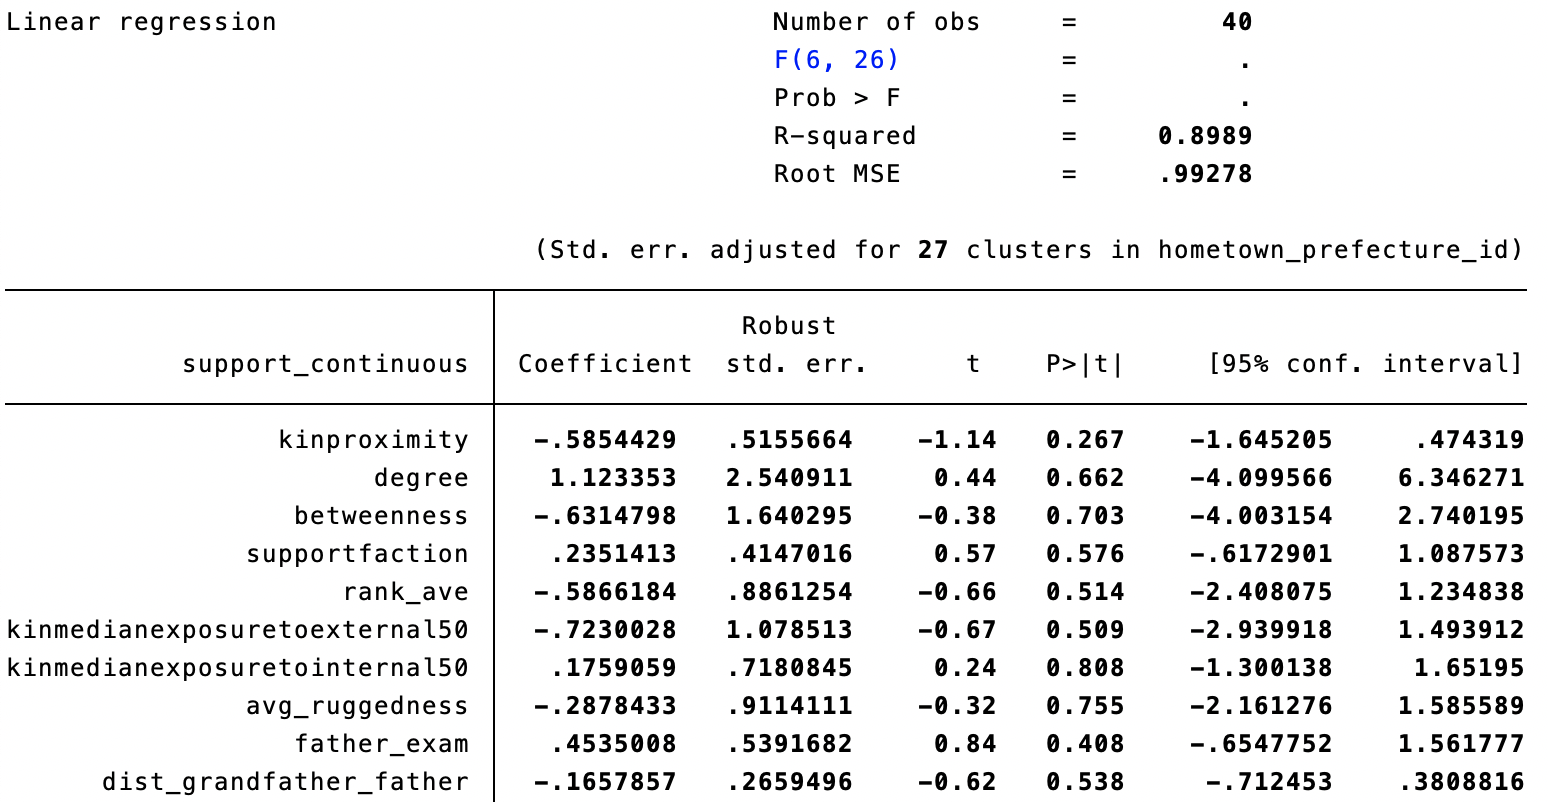 Linear regression Number of obs = 40
F(6, 26) = .
Prob > F = .
R-squared = 0.8989
Root MSE = .99278
(Std. err. adjusted for 27 clusters in hometown_prefecture_id)
Robust
support_continuous Coefficient std. err. t P>|t| [95% conf. interval]
kinproximity -.5854429 .5155664 -1.14 0.267 -1.645205 .474319
degree 1.123353 2.540911 0.44 0.662 -4.099566 6.346271
betweenness -.6314798 1.640295 -0.38 0.703 -4.003154 2.740195
supportfaction .2351413 .4147016 0.57 0.576 -.6172901 1.087573
rank_ave -.5866184 .8861254 -0.66 0.514 -2.408075 1.234838
kinmedianexposuretoexternal50 -.7230028 1.078513 -0.67 0.509 -2.939918 1.493912
kinmedianexposuretointernal50 .1759059 .7180845 0.24 0.808 -1.300138 1.65195
avg_ruggedness -.2878433 .9114111 -0.32 0.755 -2.161276 1.585589
father_exam .4535008 .5391682 0.84 0.408 -.6547752 1.561777
dist_grandfather_father -.1657857 .2659496 -0.62 0.538 -.712453 .3808816